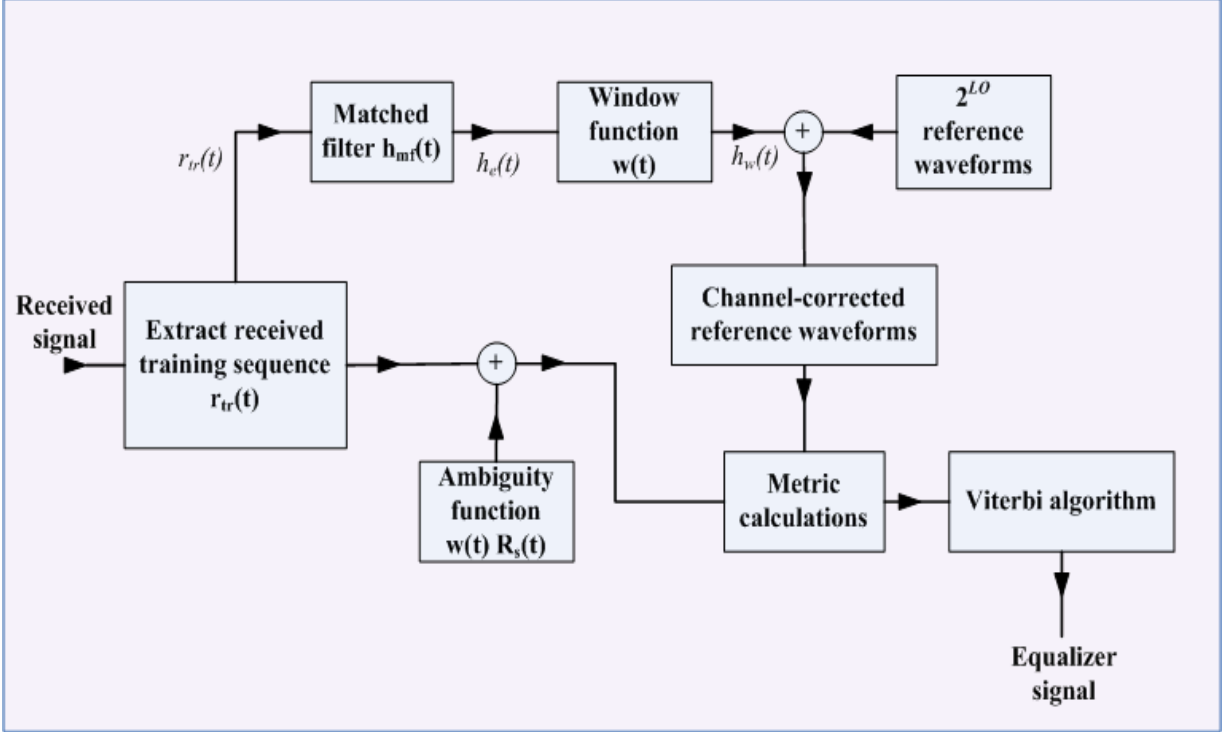 Matched
filter h_mf(t)
Window
function
w(t)
+
2^LO
reference
waveforms
r_tr(t)
h_e(t)
h_w(t)
Received
signal
Extract received
training sequence
r_tr(t)
+
Channel-corrected
reference waveforms
Ambiguity
function
w(t) R_s(t)
Metric
calculations
Viterbi algorithm
Equalizer
signal